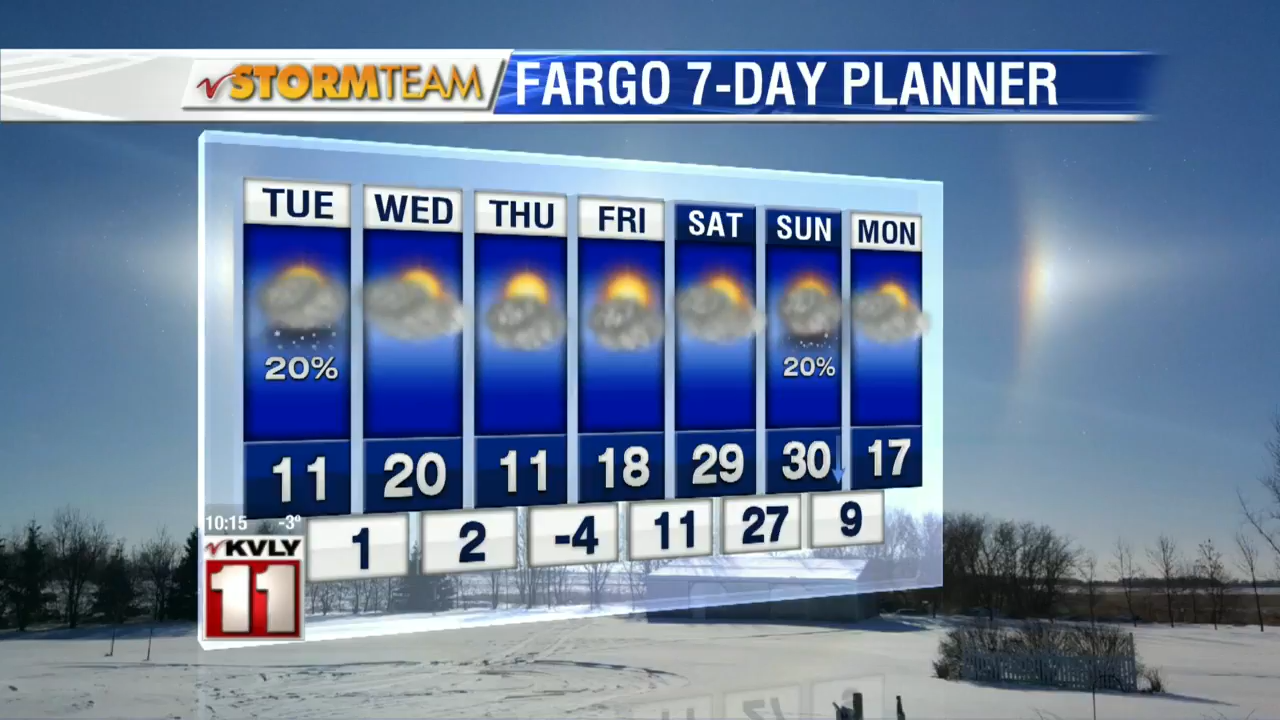 STORMTEAM FARGO 7-DAY PLANNER
TUE WED THU FRI SAT SUN MON
20% 20%
11 20 11 18 29 30 17
1 2 -4 11 27 9
10:15 -3°
KVLY
11